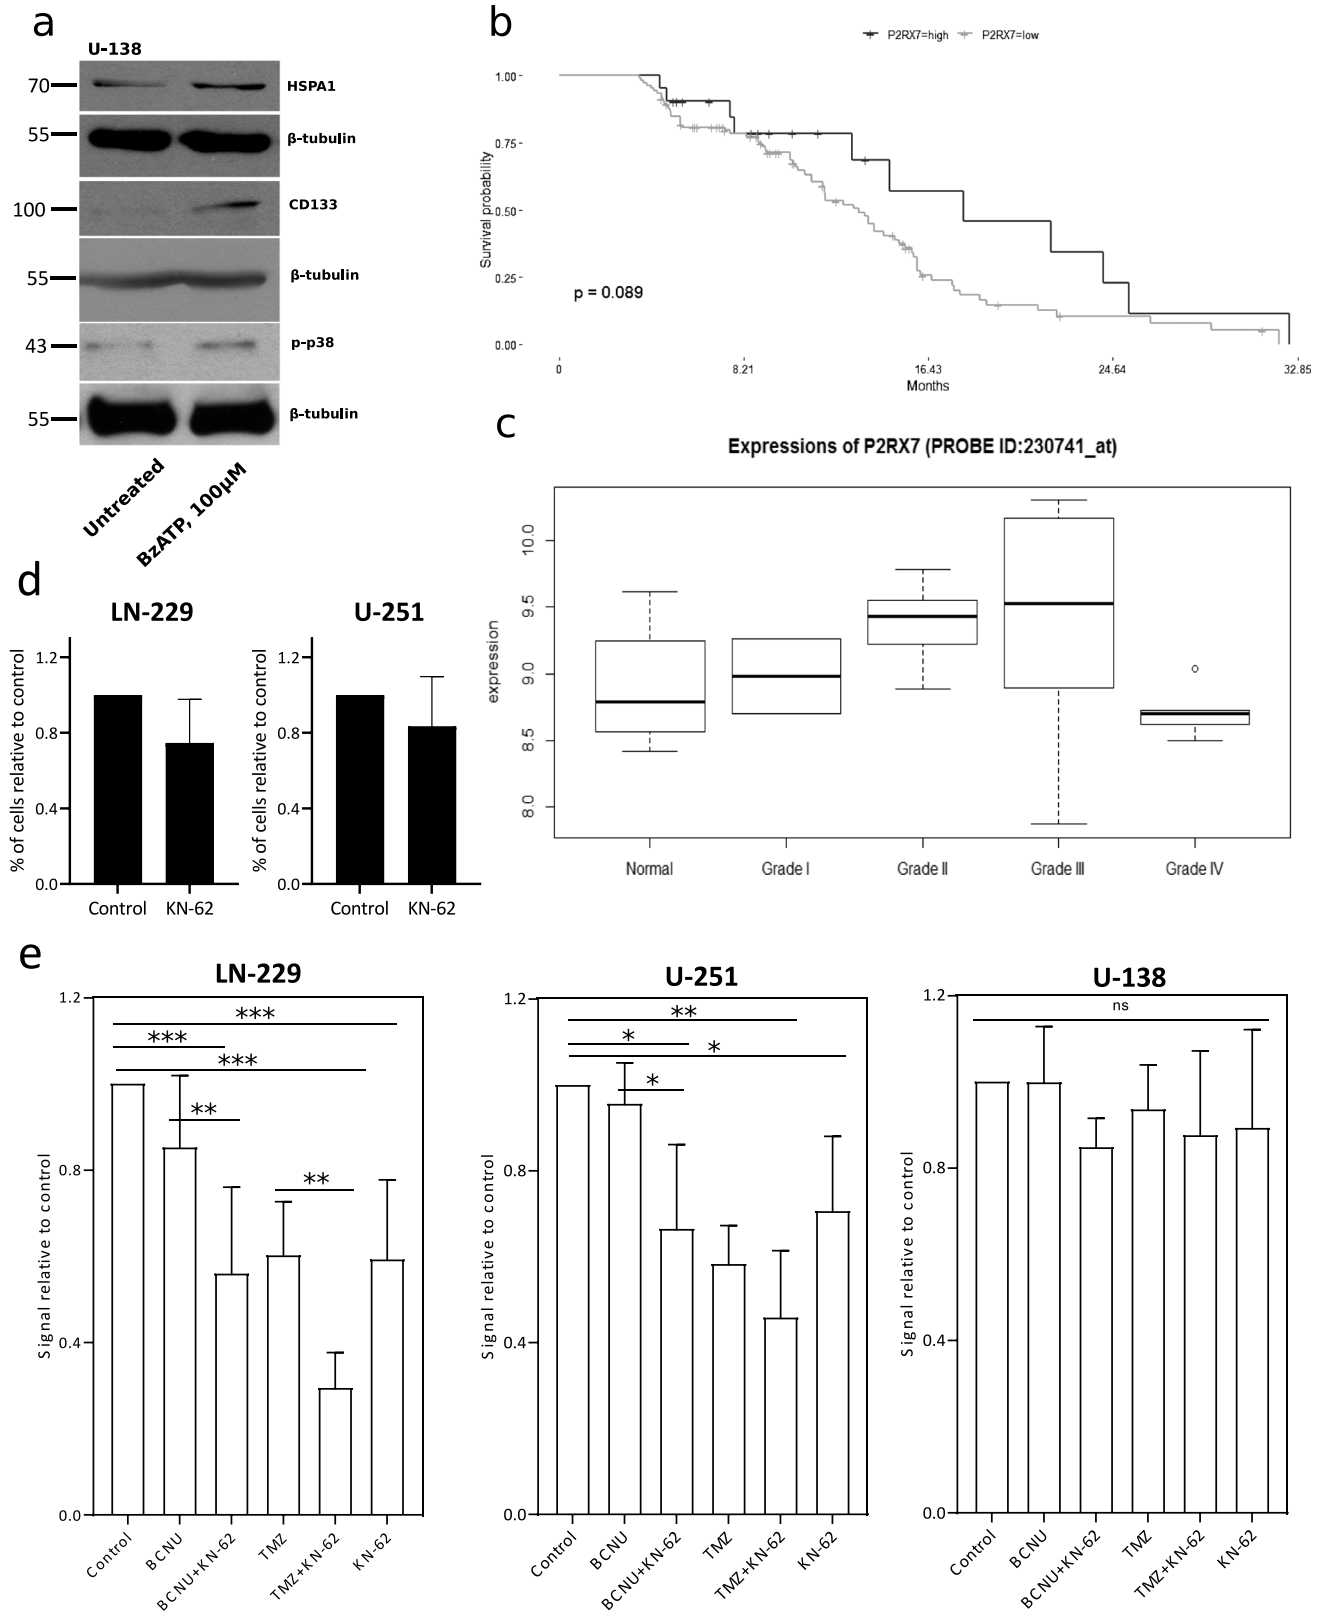 a
U-138
70
HSPA1
55
β-tubulin
100
CD133
55
β-tubulin
43
p-p38
55
β-tubulin
Untreated
BzATP, 100µM
b
P2RX7=high P2RX7=low
Survival probability
1.00
0.75
0.50
0.25
0.00
p = 0.089
0 8.21 16.43 24.64 32.85
Months
c
Expressions of P2RX7 (PROBE ID:230741_at)
expression
10.0
9.5
9.0
8.5
8.0
Normal Grade I Grade II Grade III Grade IV
d
LN-229
% of cells relative to control
1.2
0.8
0.4
0.0
Control KN-62
U-251
% of cells relative to control
1.2
0.8
0.4
0.0
Control KN-62
e
LN-229
Signal relative to control
1.2
0.8
0.4
0.0
***
***
***
**
**
Control BCNU BCNU+KN-62 TMZ TMZ+KN-62 KN-62
U-251
Signal relative to control
1.2
0.8
0.4
0.0
**
*
*
*
Control BCNU BCNU+KN-62 TMZ TMZ+KN-62 KN-62
U-138
Signal relative to control
1.2
0.8
0.4
0.0
ns
Control BCNU BCNU+KN-62 TMZ TMZ+KN-62 KN-62